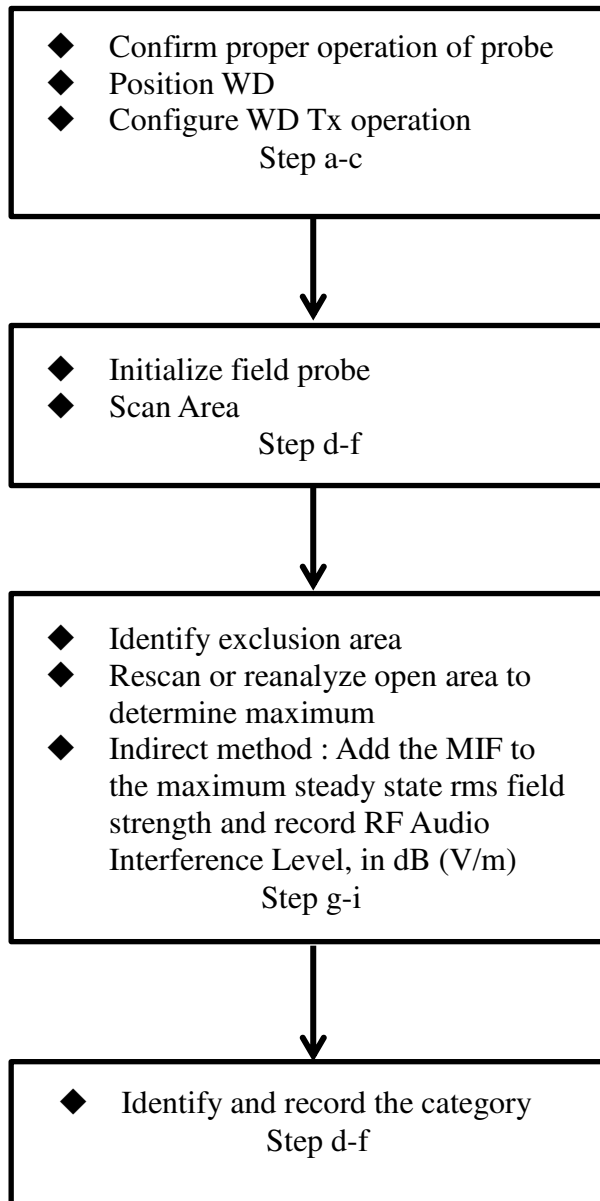 ◆ Confirm proper operation of probe
◆ Position WD
◆ Configure WD Tx operation
Step a-c
◆ Initialize field probe
◆ Scan Area
Step d-f
◆ Identify exclusion area
◆ Rescan or reanalyze open area to
determine maximum
◆ Indirect method : Add the MIF to
the maximum steady state rms field
strength and record RF Audio
Interference Level, in dB (V/m)
Step g-i
◆ Identify and record the category
Step d-f